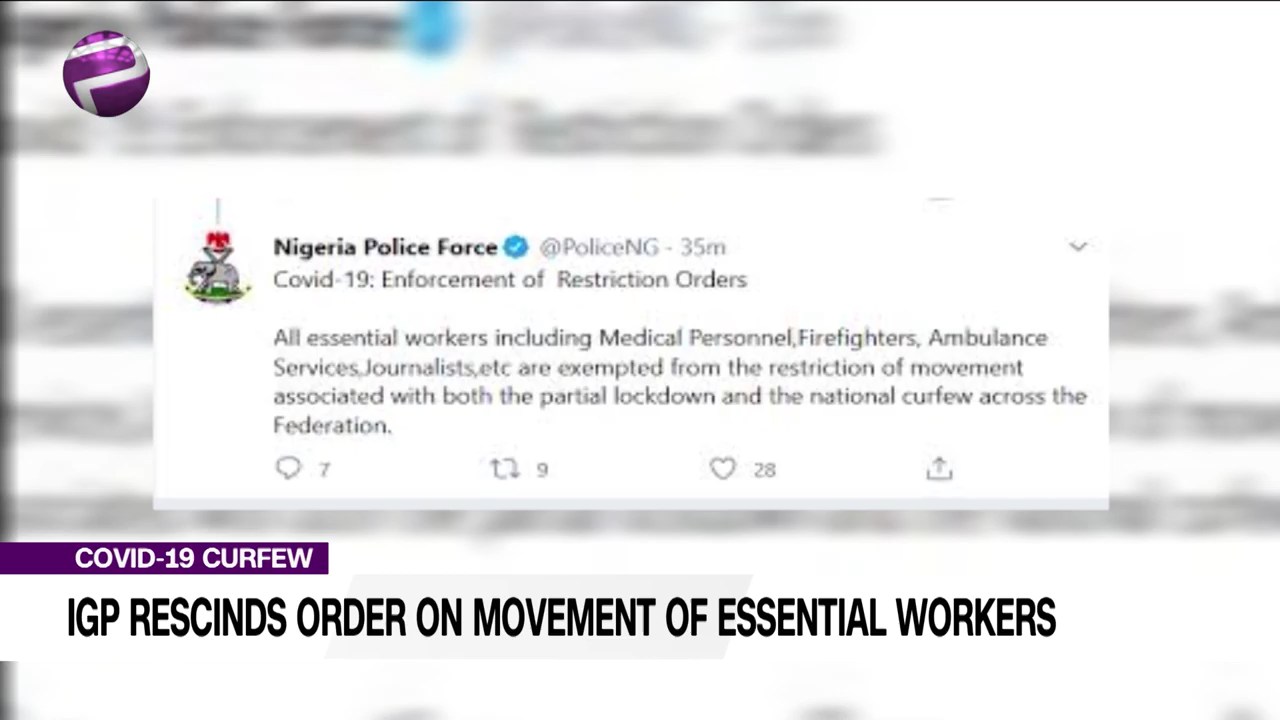 Nigeria Police Force @PoliceNG - 35m
Covid-19: Enforcement of Restriction Orders
All essential workers including Medical Personnel,Firefighters, Ambulance
Services,Journalists,etc are exempted from the restriction of movement
associated with both the partial lockdown and the national curfew across the
Federation.
7 9 28
COVID-19 CURFEW
IGP RESCINDS ORDER ON MOVEMENT OF ESSENTIAL WORKERS